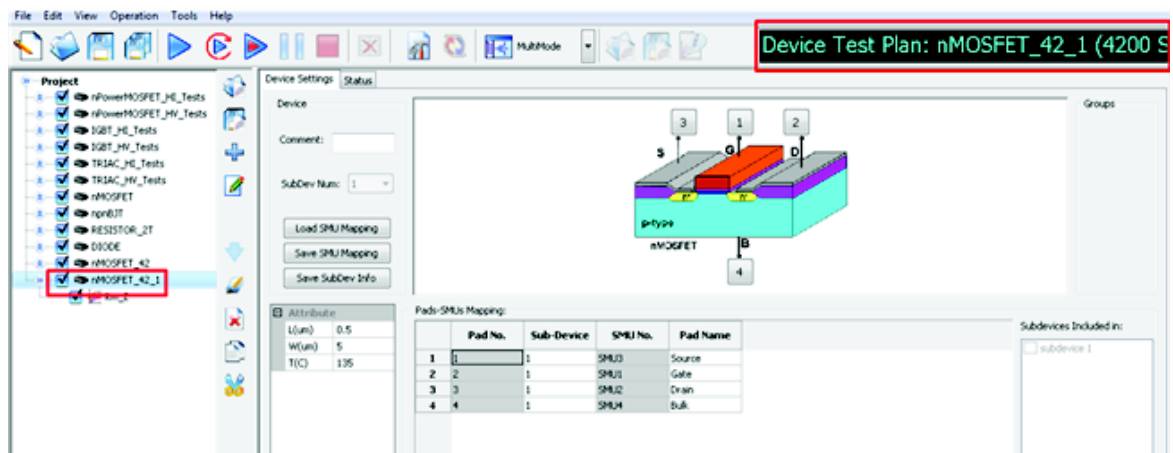 File Edit View Operation Tools Help
MultiMode
Device Test Plan: nMOSFET_42_1 (4200 S
Project
nPowerMOSFET_HI_Tests
nPowerMOSFET_HV_Tests
IGBT_HI_Tests
IGBT_HV_Tests
TRIAC_HI_Tests
TRIAC_HV_Tests
nMOSFET
npnBJT
RESISTOR_2T
DIODE
nMOSFET_42
nMOSFET_42_1
Device Settings Status
Device
Comment:
SubDev Num: 1
Load SMU Mapping
Save SMU Mapping
Save SubDev Info
Attribute
L(um) 0.5
W(um) 5
T(C) 135
3 1 2
S G D
n+ n+
p-type
nMOSFET B
4
Groups
Pads-SMUs Mapping:
Pad No. Sub-Device SMU No. Pad Name
1 1 1 SMU3 Source
2 2 1 SMU1 Gate
3 3 1 SMU2 Drain
4 4 1 SMU4 Bulk
Subdevices Included in:
subdevice 1